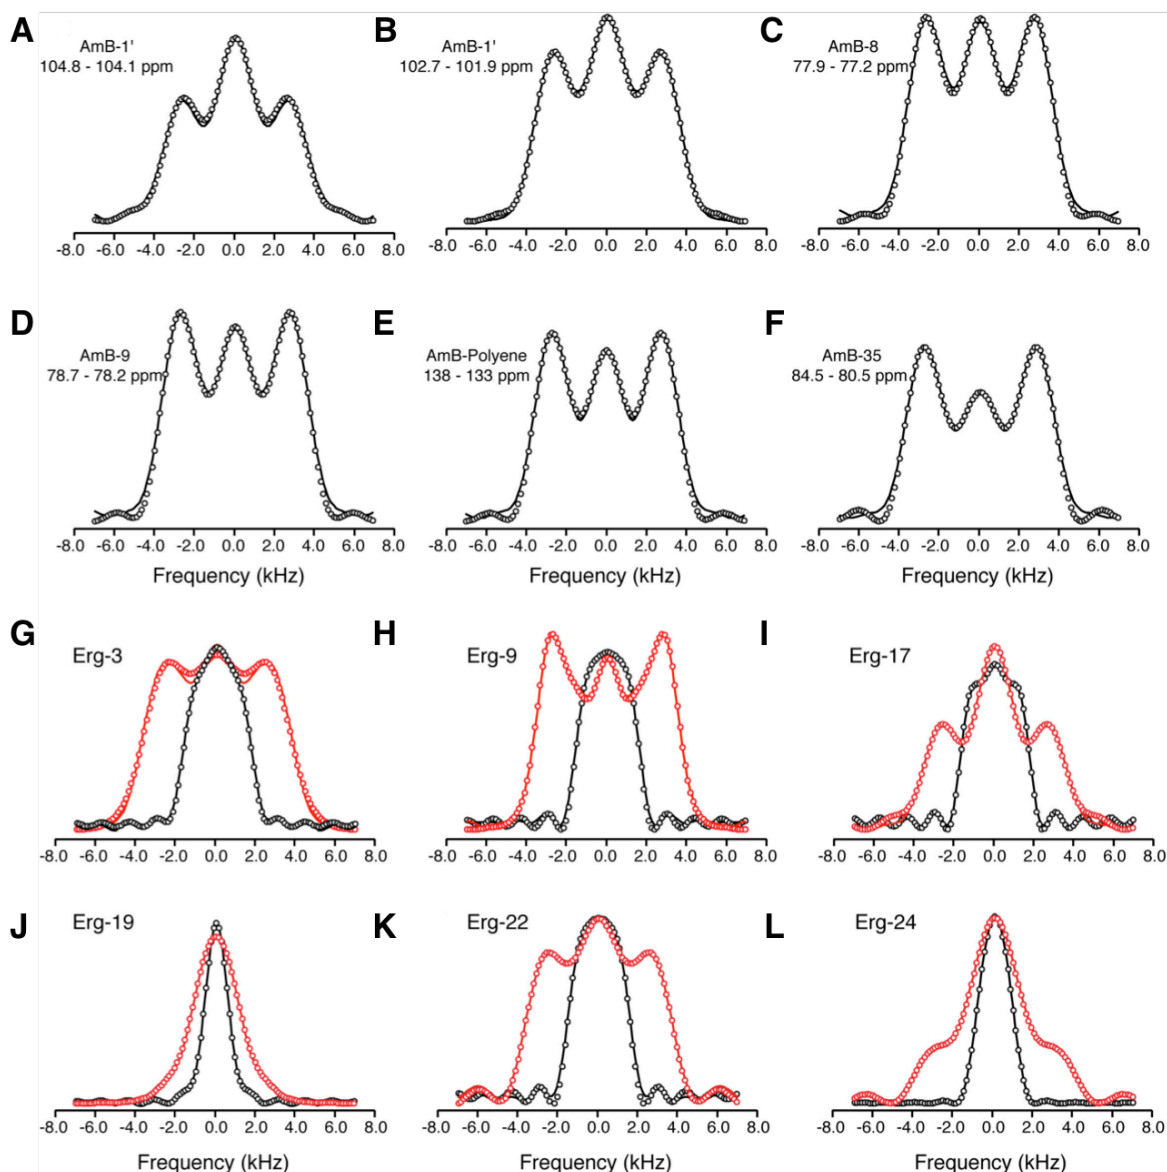 A
AmB-1'
104.8 - 104.1 ppm
-8.0 -6.0 -4.0 -2.0 0.0 2.0 4.0 6.0 8.0
B
AmB-1'
102.7 - 101.9 ppm
-8.0 -6.0 -4.0 -2.0 0.0 2.0 4.0 6.0 8.0
C
AmB-8
77.9 - 77.2 ppm
-8.0 -6.0 -4.0 -2.0 0.0 2.0 4.0 6.0 8.0
D
AmB-9
78.7 - 78.2 ppm
-8.0 -6.0 -4.0 -2.0 0.0 2.0 4.0 6.0 8.0
Frequency (kHz)
E
AmB-Polyene
138 - 133 ppm
-8.0 -6.0 -4.0 -2.0 0.0 2.0 4.0 6.0 8.0
Frequency (kHz)
F
AmB-35
84.5 - 80.5 ppm
-8.0 -6.0 -4.0 -2.0 0.0 2.0 4.0 6.0 8.0
Frequency (kHz)
G
Erg-3
-8.0 -6.0 -4.0 -2.0 0.0 2.0 4.0 6.0 8.0
H
Erg-9
-8.0 -6.0 -4.0 -2.0 0.0 2.0 4.0 6.0 8.0
I
Erg-17
-8.0 -6.0 -4.0 -2.0 0.0 2.0 4.0 6.0 8.0
J
Erg-19
-8.0 -6.0 -4.0 -2.0 0.0 2.0 4.0 6.0 8.0
Frequency (kHz)
K
Erg-22
-8.0 -6.0 -4.0 -2.0 0.0 2.0 4.0 6.0 8.0
Frequency (kHz)
L
Erg-24
-8.0 -6.0 -4.0 -2.0 0.0 2.0 4.0 6.0 8.0
Frequency (kHz)